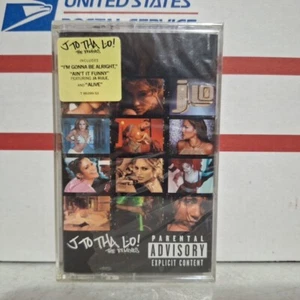 UNITED STATES
POSTAL SERVICE
J TO THA L-O!
THE REMIXES
INCLUDES
"I'M GONNA BE ALRIGHT,"
"AIN'T IT FUNNY"
FEATURING JA RULE,
AND "ALIVE"
J.LO
J TO THA L-O!
THE REMIXES
PARENTAL
ADVISORY
EXPLICIT CONTENT